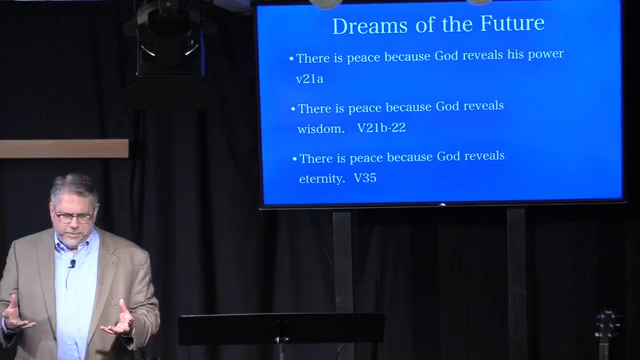 Dreams of the Future
• There is peace because God reveals his power
v21a
• There is peace because God reveals
wisdom. V21b-22
• There is peace because God reveals
eternity. V35